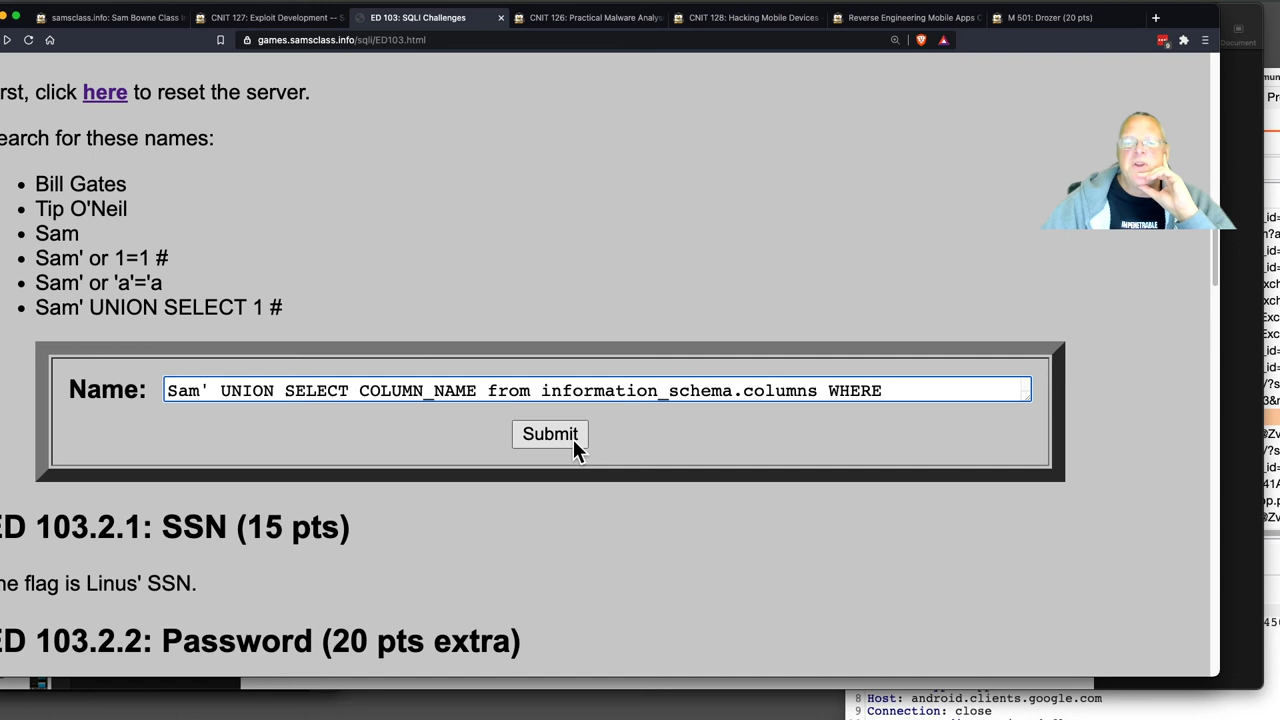 samsclass.info: Sam Bowne Class I
CNIT 127: Exploit Development -- S
ED 103: SQLI Challenges
CNIT 126: Practical Malware Analys
CNIT 128: Hacking Mobile Devices
Reverse Engineering Mobile Apps C
M 501: Drozer (20 pts)
games.samsclass.info/sqli/ED103.html
Document
rst, click here to reset the server.
earch for these names:
• Bill Gates
• Tip O'Neil
• Sam
• Sam' or 1=1 #
• Sam' or 'a'='a
• Sam' UNION SELECT 1 #
Name: Sam' UNION SELECT COLUMN_NAME from information_schema.columns WHERE
Submit
ED 103.2.1: SSN (15 pts)
he flag is Linus' SSN.
ED 103.2.2: Password (20 pts extra)
IMPENETRABLE
8 Host: android.clients.google.com
9 Connection: close